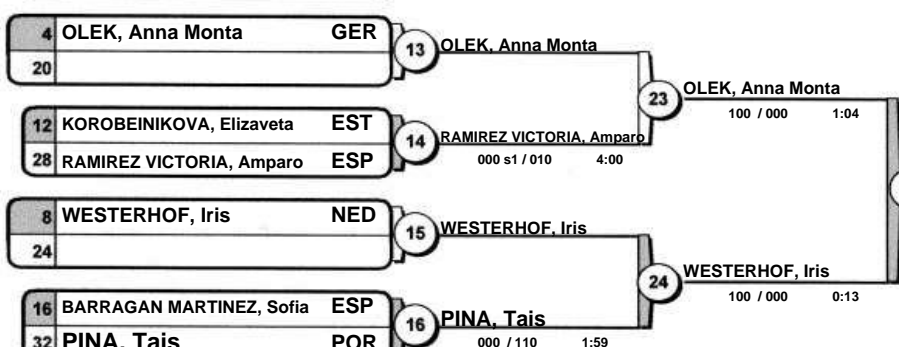 4 OLEK, Anna Monta GER
20
13 OLEK, Anna Monta
12 KOROBEINIKOVA, Elizaveta EST
28 RAMIREZ VICTORIA, Amparo ESP
14 RAMIREZ VICTORIA, Amparo
000 s1 / 010 4:00
23 OLEK, Anna Monta
100 / 000 1:04
8 WESTERHOF, Iris NED
24
15 WESTERHOF, Iris
16 BARRAGAN MARTINEZ, Sofia ESP
32 PINA, Tais POR
16 PINA, Tais
000 / 110 1:59
24 WESTERHOF, Iris
100 / 000 0:13